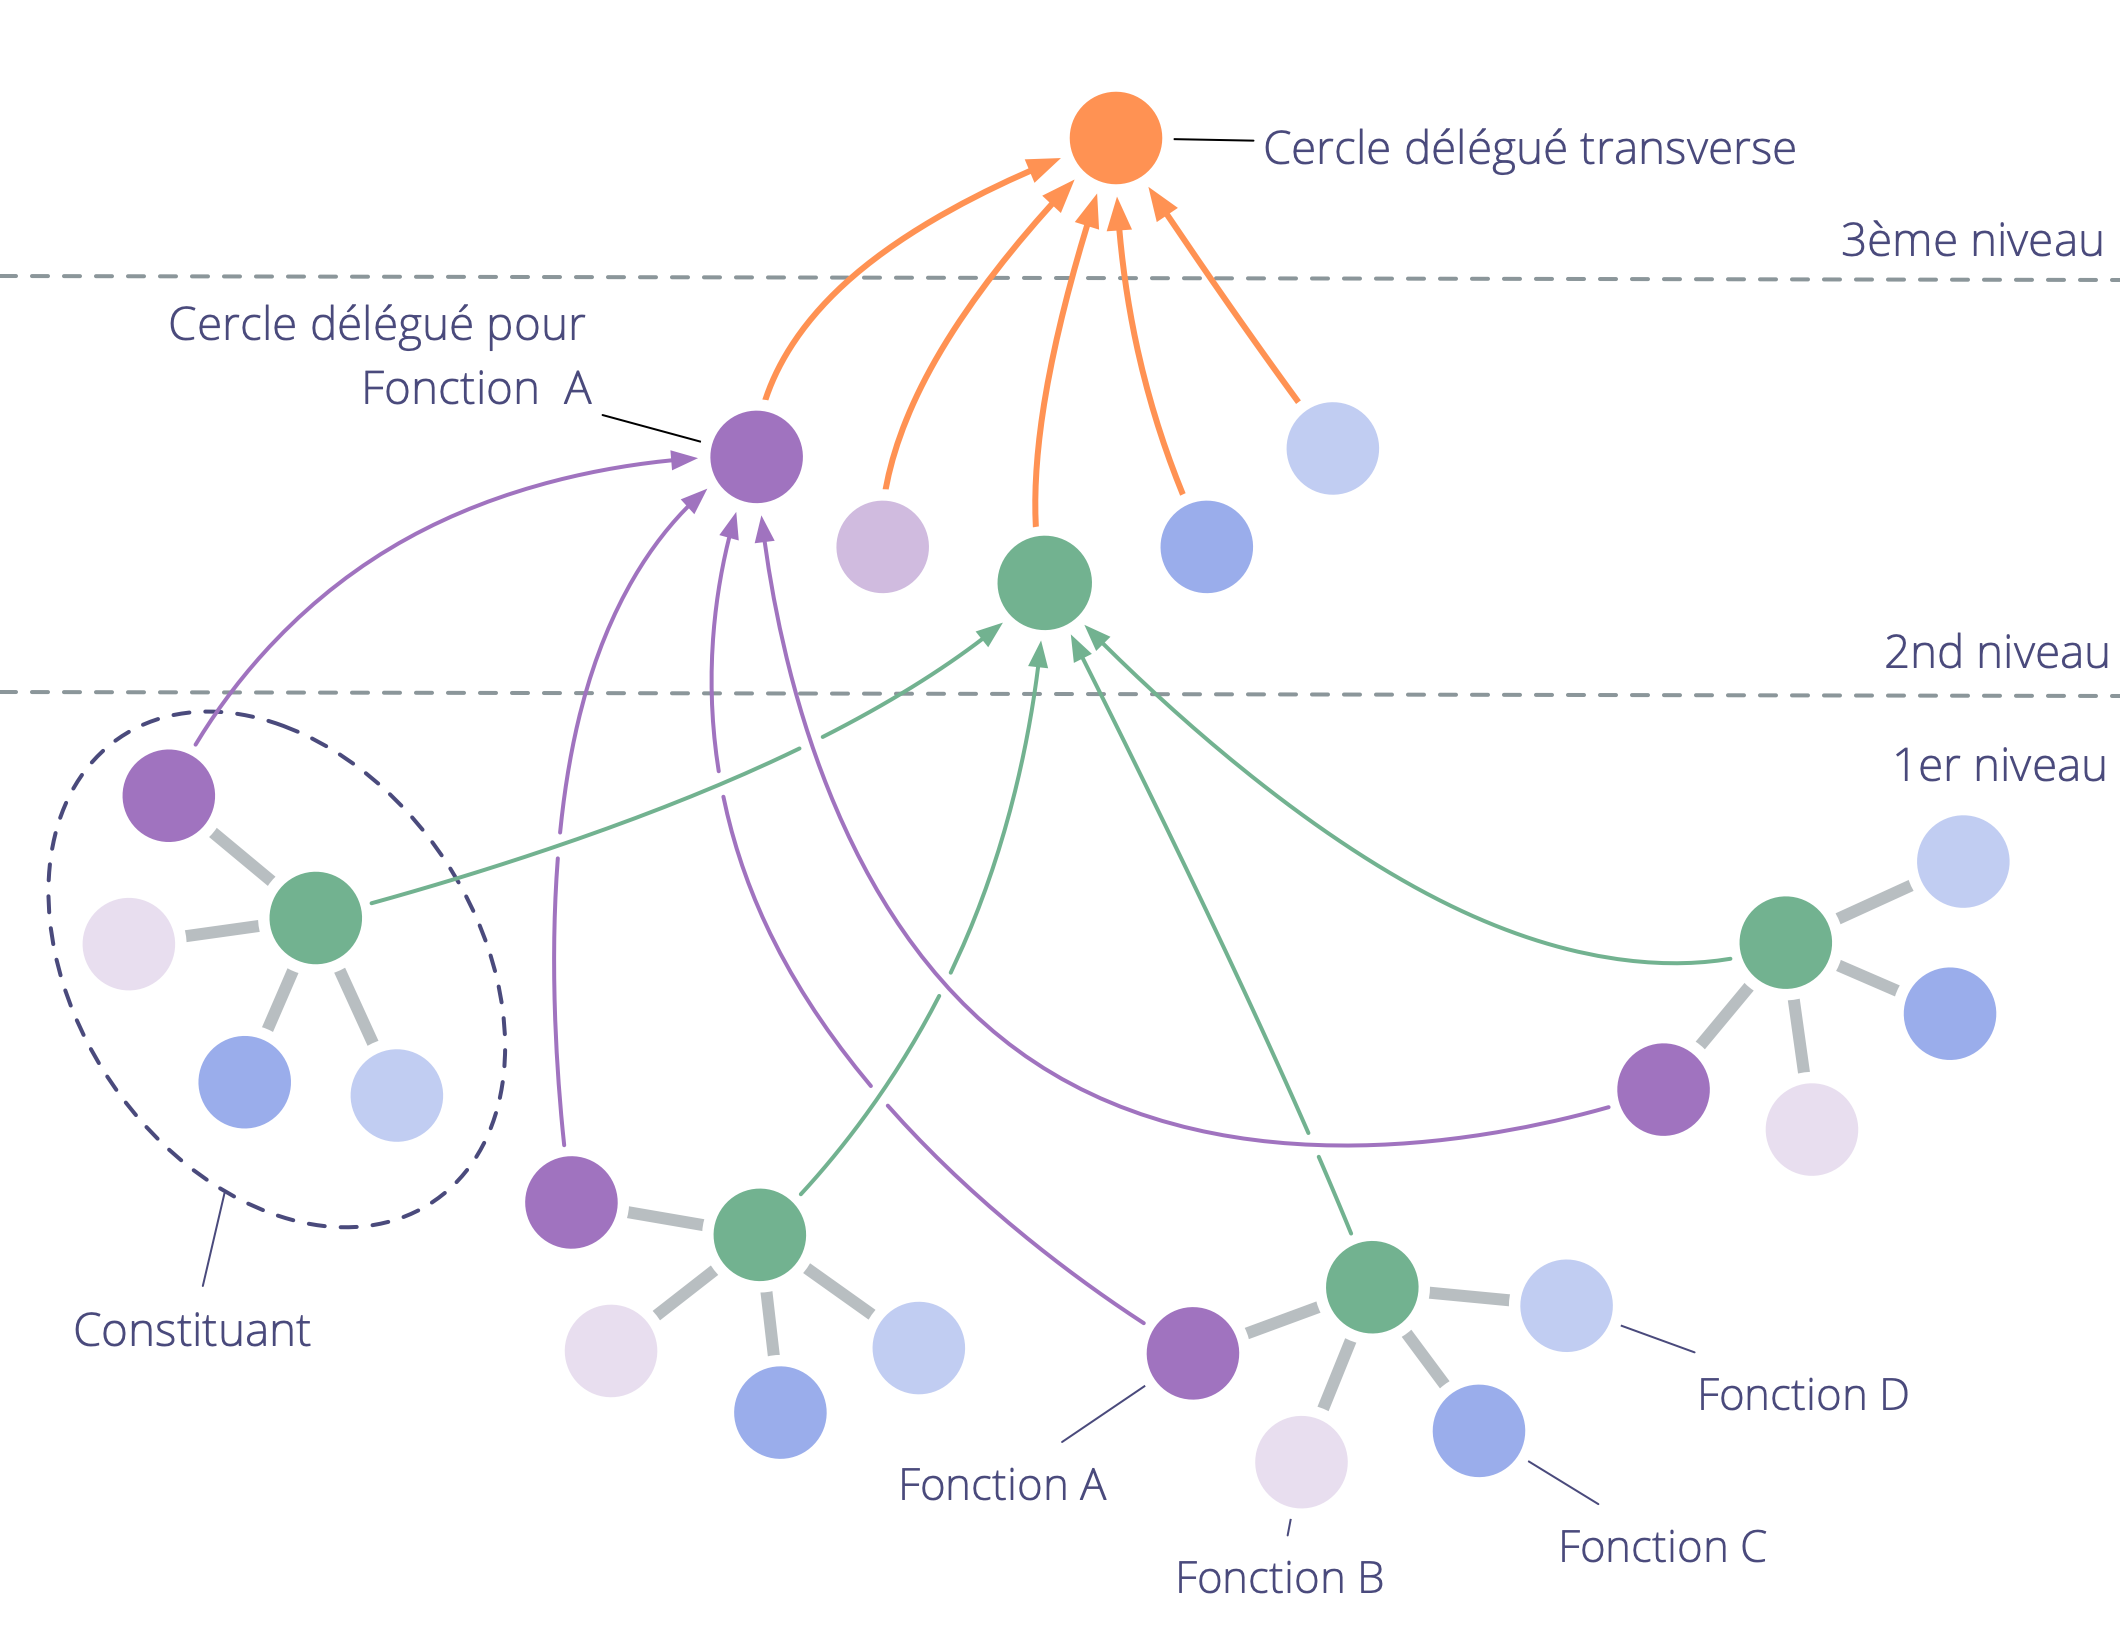 Cercle délégué transverse
3ème niveau
Cercle délégué pour
Fonction A
2nd niveau
1er niveau
Constituant
Fonction D
Fonction A
Fonction C
Fonction B